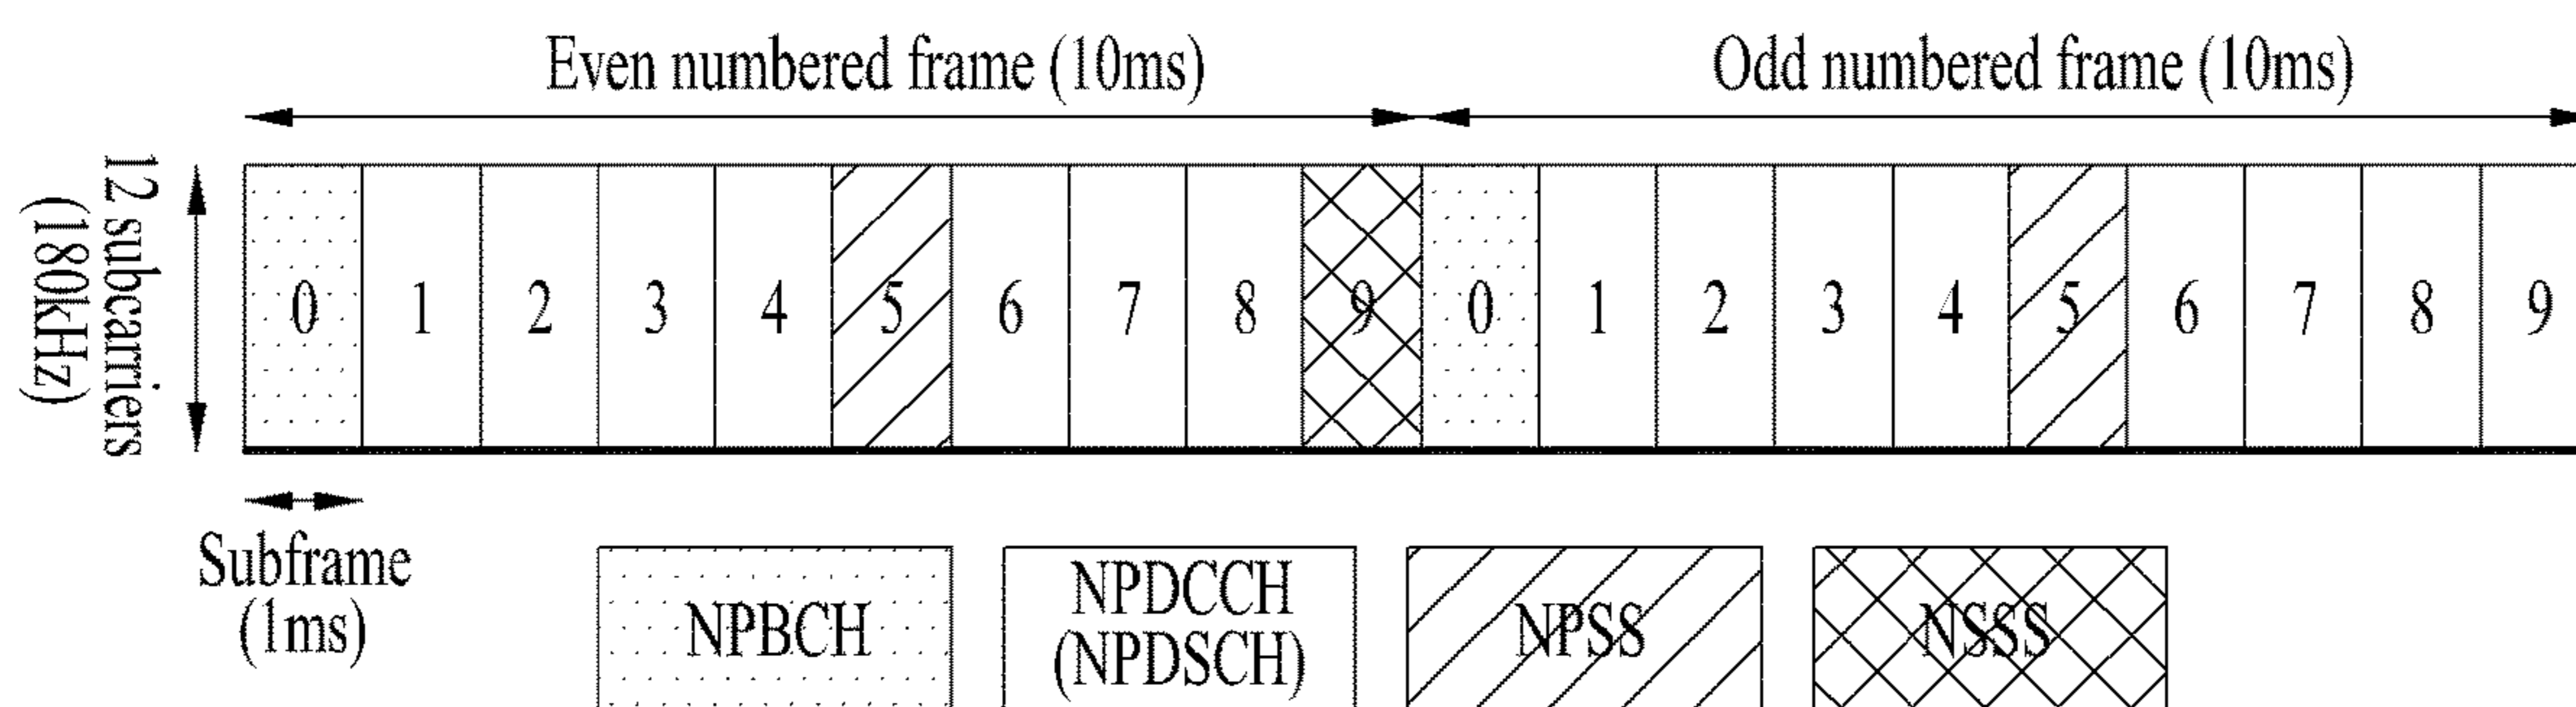 Even numbered frame (10ms)
Odd numbered frame (10ms)
12 subcarriers
(180kHz)
0 1 2 3 4 5 6 7 8 9 0 1 2 3 4 5 6 7 8 9
Subframe
(1ms)
NPBCH
NPDCCH
(NPDSCH)
NPSS
NSSS